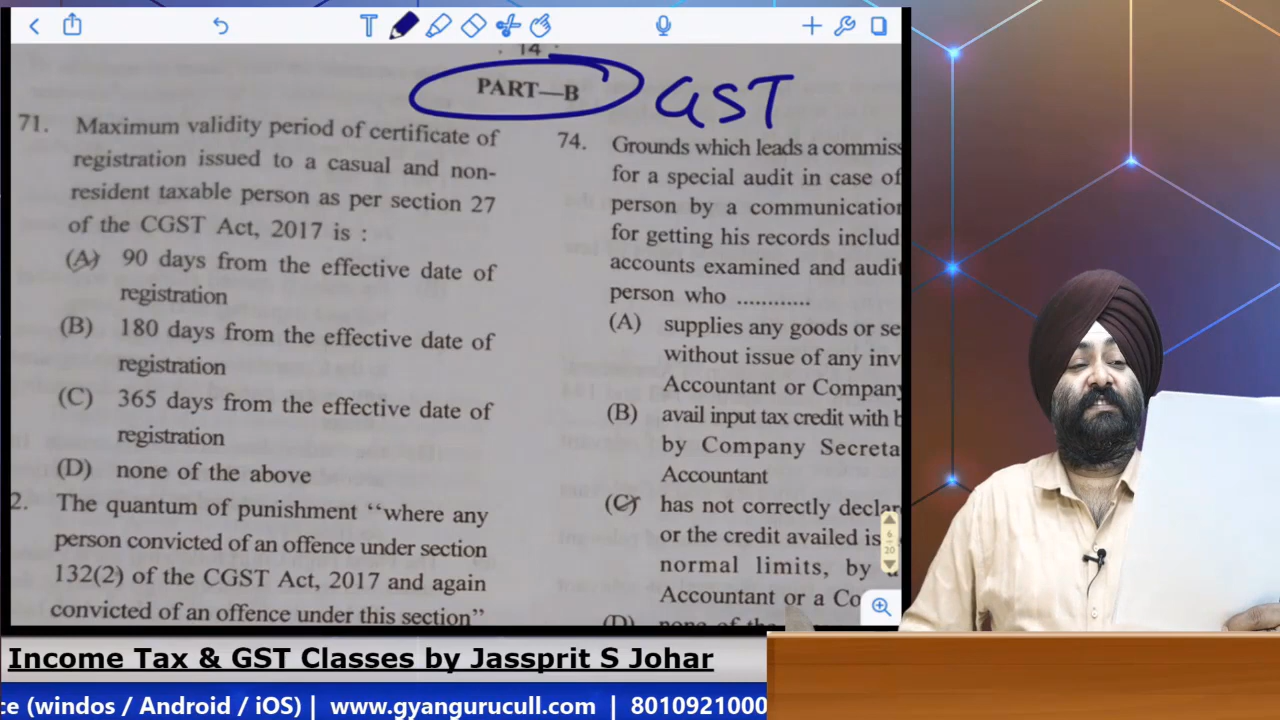 14
PART—B
GST
71. Maximum validity period of certificate of
registration issued to a casual and non-
resident taxable person as per section 27
of the CGST Act, 2017 is :
(A) 90 days from the effective date of
registration
(B) 180 days from the effective date of
registration
(C) 365 days from the effective date of
registration
(D) none of the above
2. The quantum of punishment “where any
person convicted of an offence under section
132(2) of the CGST Act, 2017 and again
convicted of an offence under this section”
74. Grounds which leads a commiss
for a special audit in case of
person by a communication
for getting his records includ
accounts examined and audit
person who ............
(A) supplies any goods or se
without issue of any inv
Accountant or Company
(B) avail input tax credit with b
by Company Secreta
Accountant
(C) has not correctly declar
or the credit availed is
normal limits, by a
Accountant or a Co
(D) none of the
6
20
Income Tax & GST Classes by Jassprit S Johar
ce (windos / Android / iOS) | www.gyangurucull.com | 8010921000